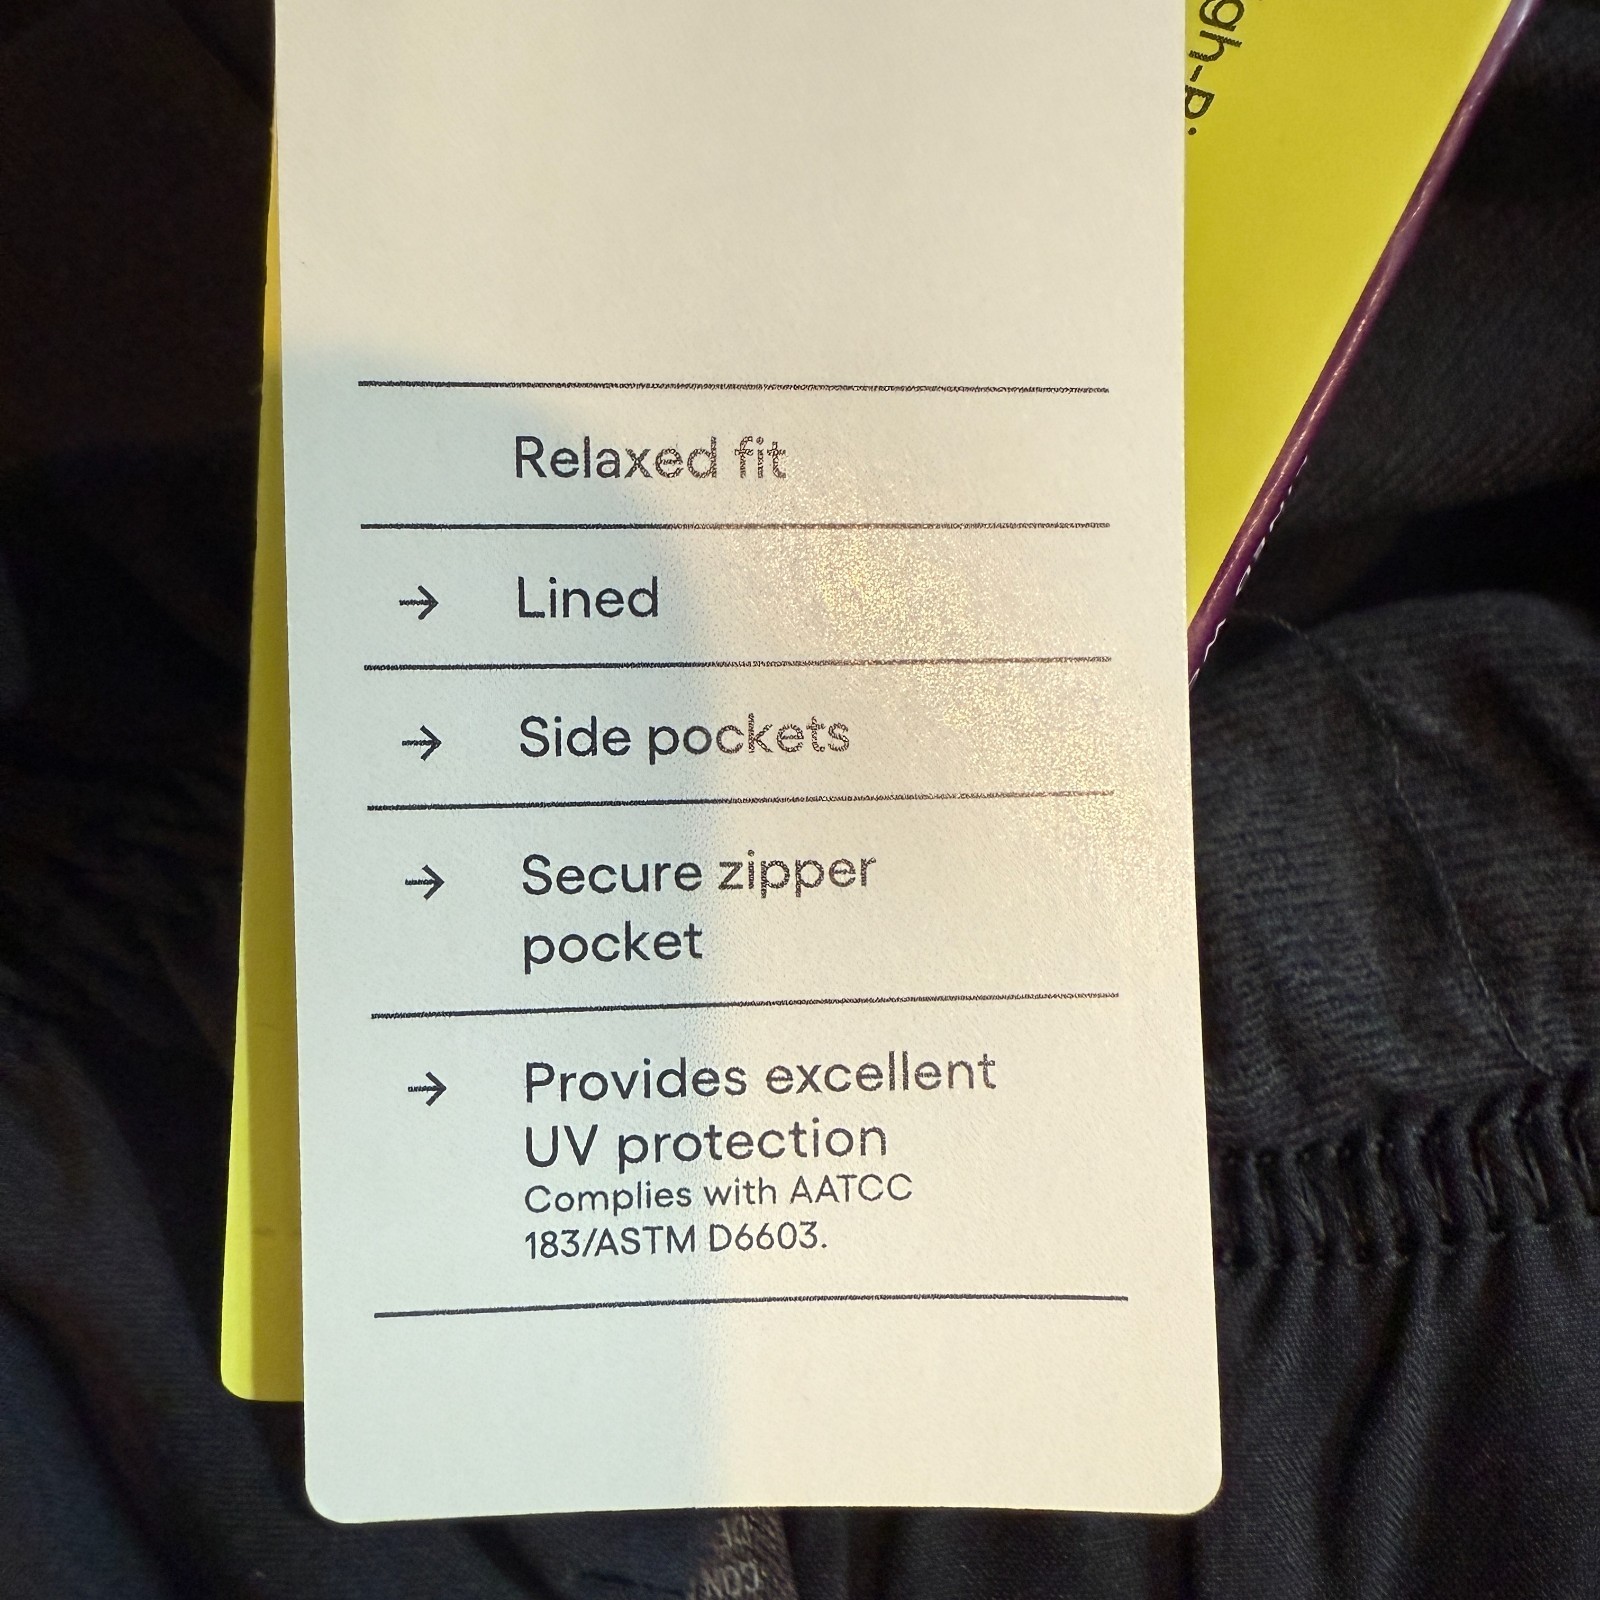 Relaxed fit
→ Lined
→ Side pockets
→ Secure zipper
pocket
→ Provides excellent
UV protection
Complies with AATCC
183/ASTM D6603.